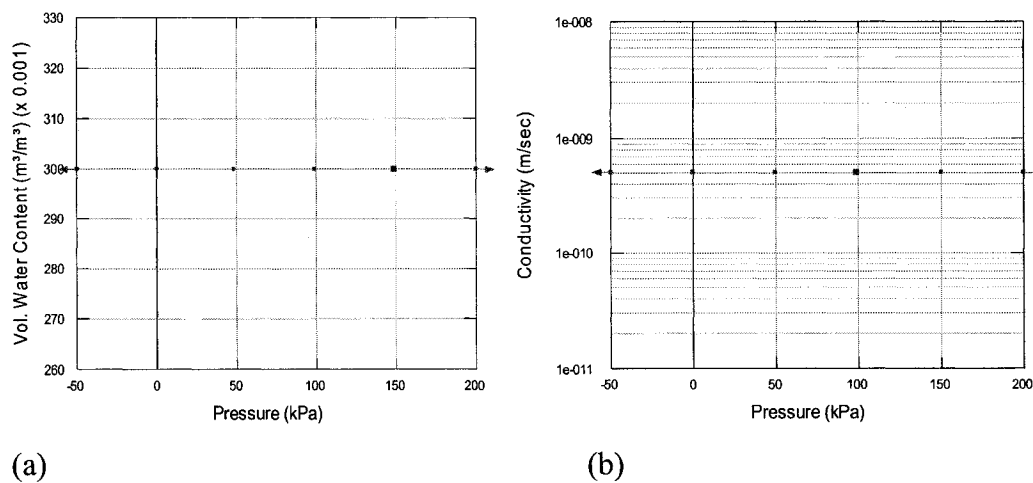 330
320
310
300
290
280
270
260
-50
0
50
100
150
200
Vol. Water Content (m³/m³) (x 0.001)
Pressure (kPa)
(a)
1e-008
1e-009
1e-010
1e-011
-50
0
50
100
150
200
Conductivity (m/sec)
Pressure (kPa)
(b)